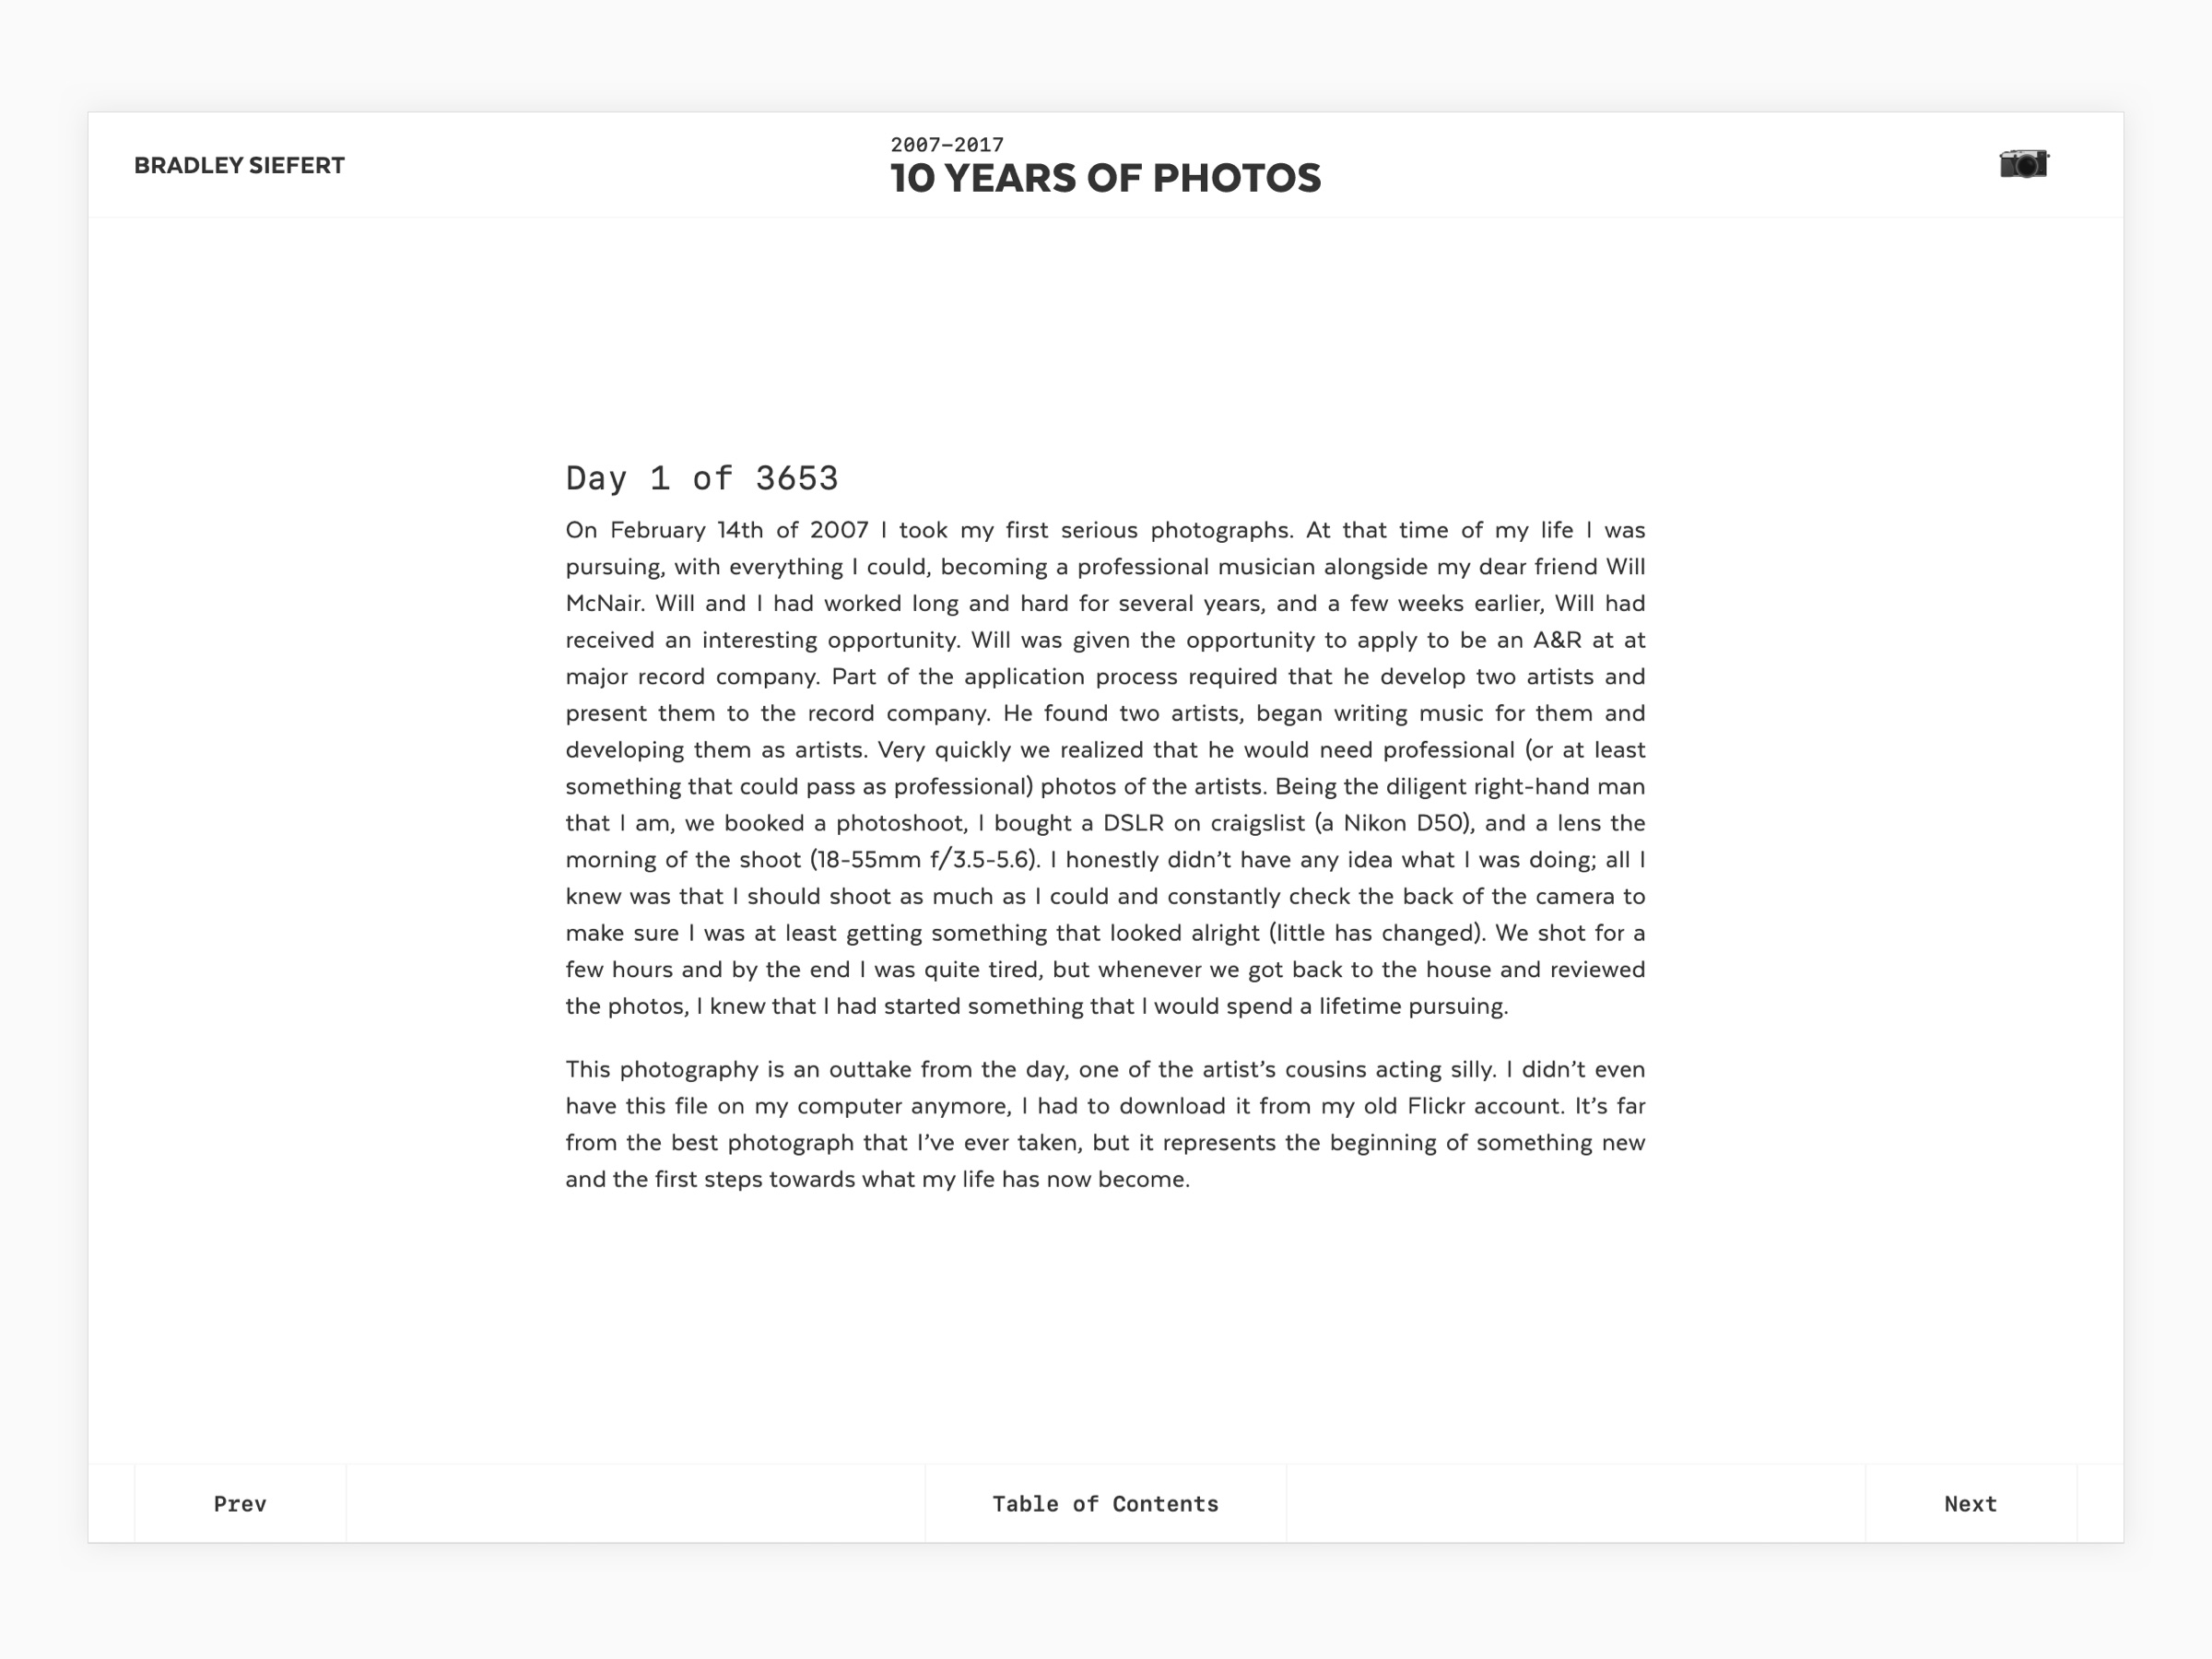 BRADLEY SIEFERT
2007–2017
10 YEARS OF PHOTOS
Day 1 of 3653
On February 14th of 2007 I took my first serious photographs. At that time of my life I was
pursuing, with everything I could, becoming a professional musician alongside my dear friend Will
McNair. Will and I had worked long and hard for several years, and a few weeks earlier, Will had
received an interesting opportunity. Will was given the opportunity to apply to be an A&R at at
major record company. Part of the application process required that he develop two artists and
present them to the record company. He found two artists, began writing music for them and
developing them as artists. Very quickly we realized that he would need professional (or at least
something that could pass as professional) photos of the artists. Being the diligent right-hand man
that I am, we booked a photoshoot, I bought a DSLR on craigslist (a Nikon D50), and a lens the
morning of the shoot (18-55mm f/3.5-5.6). I honestly didn’t have any idea what I was doing; all I
knew was that I should shoot as much as I could and constantly check the back of the camera to
make sure I was at least getting something that looked alright (little has changed). We shot for a
few hours and by the end I was quite tired, but whenever we got back to the house and reviewed
the photos, I knew that I had started something that I would spend a lifetime pursuing.
This photography is an outtake from the day, one of the artist’s cousins acting silly. I didn’t even
have this file on my computer anymore, I had to download it from my old Flickr account. It’s far
from the best photograph that I’ve ever taken, but it represents the beginning of something new
and the first steps towards what my life has now become.
Prev
Table of Contents
Next